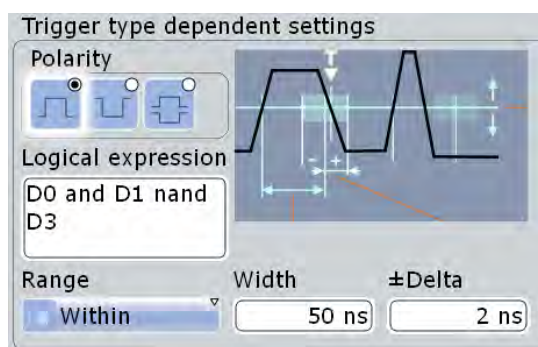 Trigger type dependent settings
Polarity
T
Logical expression
D0 and D1 nand
D3
- +
Range
Width
±Delta
Within
50 ns
2 ns